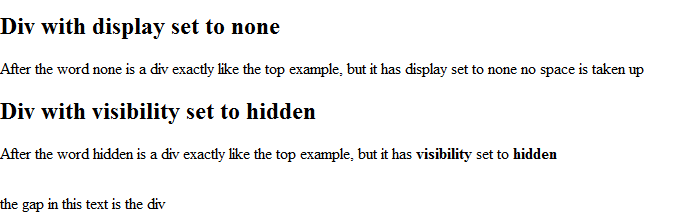 Div with display set to none
After the word none is a div exactly like the top example, but it has display set to none no space is taken up
Div with visibility set to hidden
After the word hidden is a div exactly like the top example, but it has visibility set to hidden
the gap in this text is the div